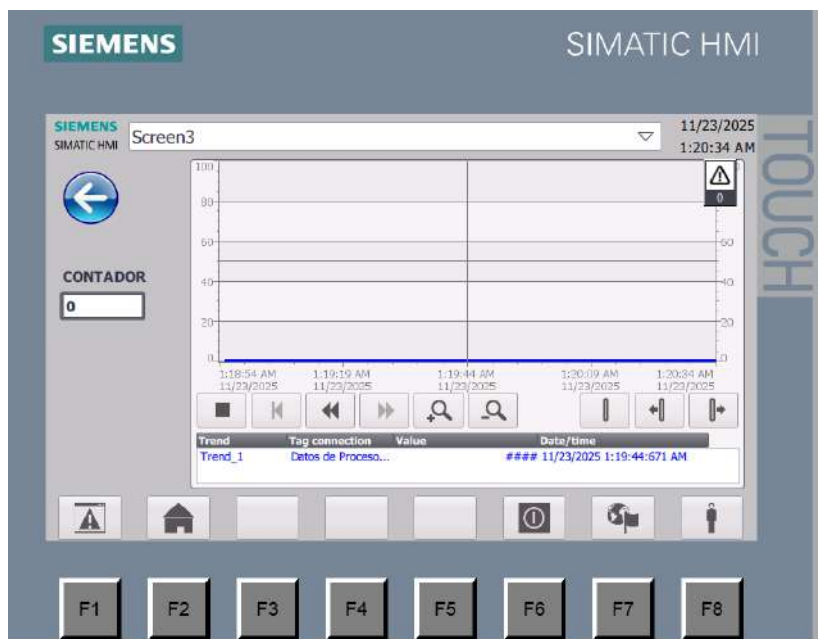 SIEMENS
SIMATIC HMI
TOUCH
SIEMENS
SIMATIC HMI
Screen3
11/23/2025
1:20:34 AM
0
100
80
60 60
40 40
20 20
0 0
CONTADOR
0
1:18:54 AM 1:19:19 AM 1:19:44 AM 1:20:09 AM 1:20:34 AM
11/23/2025 11/23/2025 11/23/2025 11/23/2025 11/23/2025
Trend Tag connection Value Date/time
Trend_1 Datos de Proceso... #### 11/23/2025 1:19:44:671 AM
F1 F2 F3 F4 F5 F6 F7 F8